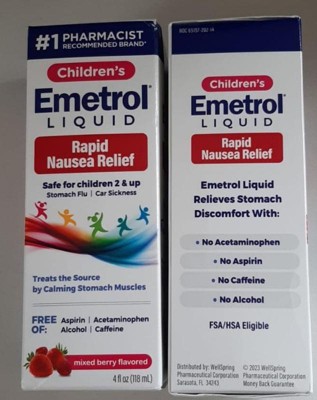 #1 PHARMACIST
RECOMMENDED BRAND*
Children's
Emetrol®
LIQUID
Rapid
Nausea Relief
Safe for children 2 & up
Stomach Flu | Car Sickness
Treats the Source
by Calming Stomach Muscles
FREE OF: Aspirin | Acetaminophen
Alcohol | Caffeine
mixed berry flavored
4 fl oz (118 mL)
Children's
Emetrol®
LIQUID
Rapid
Nausea Relief
Emetrol Liquid
Relieves Stomach
Discomfort With:
• No Acetaminophen
• No Aspirin
• No Caffeine
• No Alcohol
FSA/HSA Eligible
Distributed by: WellSpring
Pharmaceutical Corporation
Sarasota, FL 34243
© 2023 WellSpring
Pharmaceutical Corporation
Money Back Guarantee